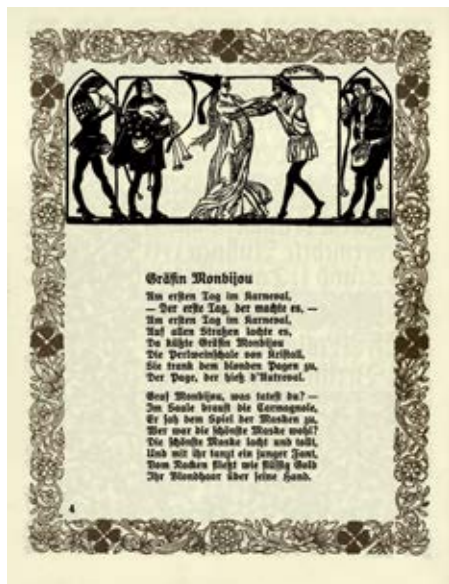 Gräfin Monbijou
Am ersten Tag im Karneval,
— Der erste Tag, der machte es, —
Am ersten Tag im Karneval,
Auf allen Straßen lachte es,
Da küßte Gräfin Monbijou
Die Perlweinschale von Kristall,
Sie trank dem blonden Pagen zu,
Der Page, der hieß d'Autreval.
Graf Monbijou, was tatest du? —
Im Saale braust die Carmagnole,
Er sah dem Spiel der Masken zu,
Wer war die schönste Maske wohl?
Die schönste Maske lacht und tollt,
Und mit ihr tanzt ein junger Fant,
Vom Nacken fließt wie flüssig Gold
Ihr Blondhaar über seine Hand.
4